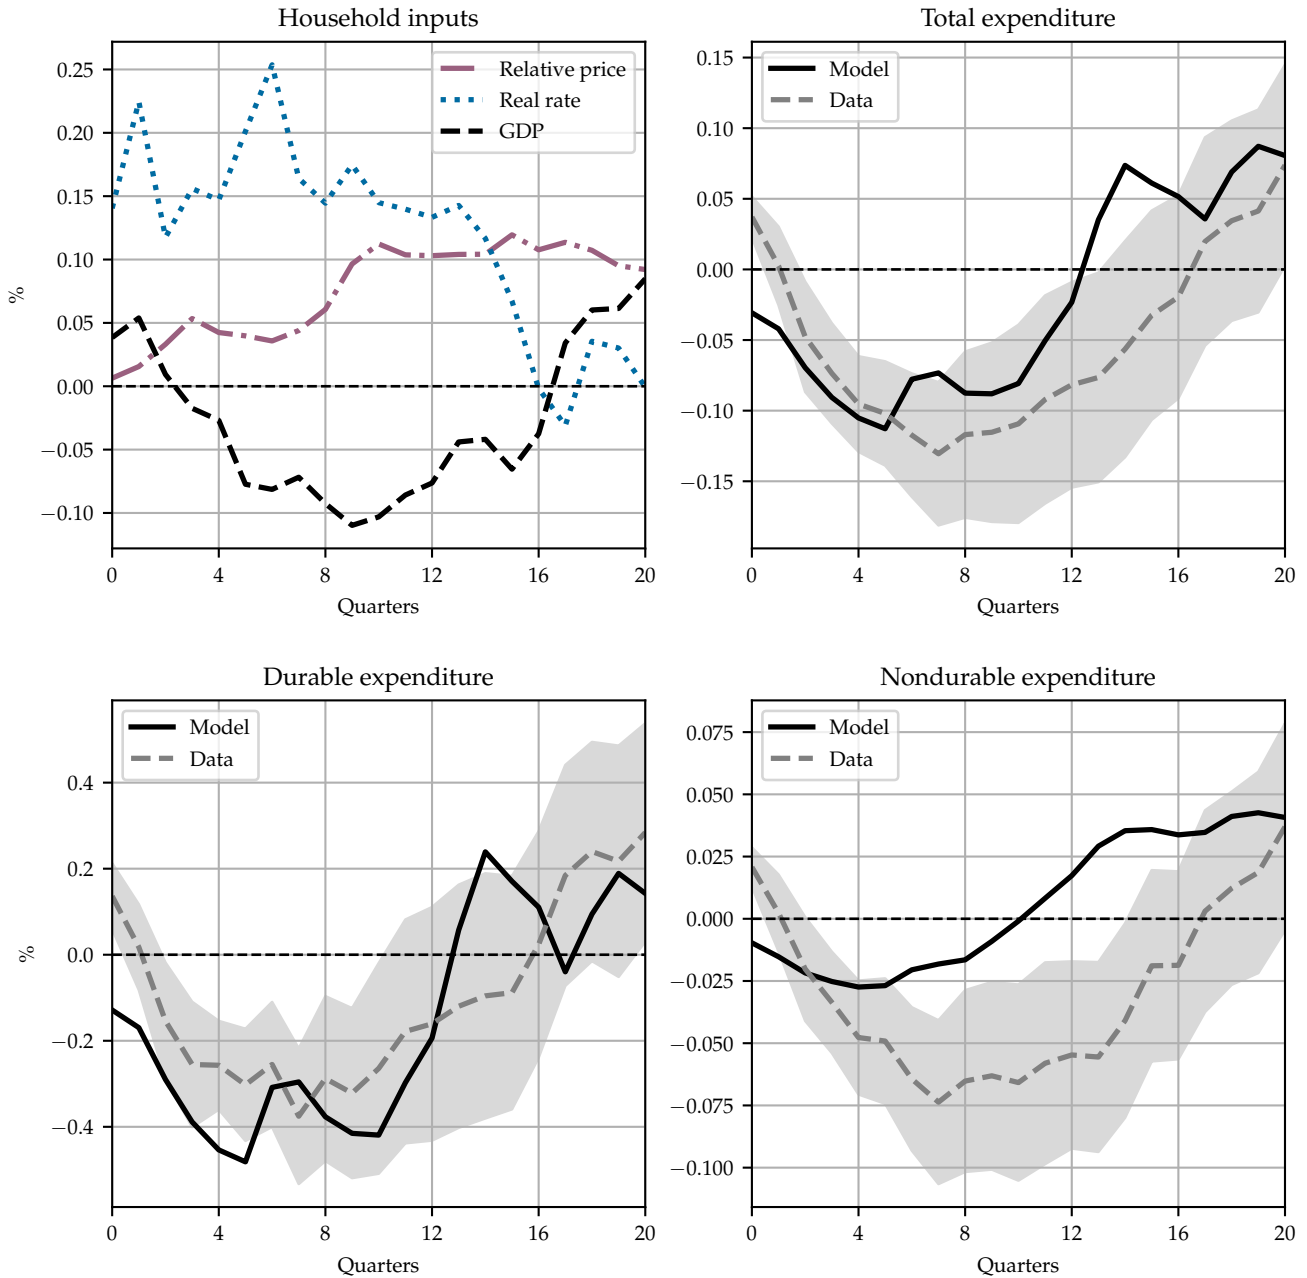 Household inputs
0.25
0.20
0.15
0.10
0.05
0.00
−0.05
−0.10
%
Relative price
Real rate
GDP
0 4 8 12 16 20
Quarters
Total expenditure
0.15
0.10
0.05
0.00
−0.05
−0.10
−0.15
Model
Data
0 4 8 12 16 20
Quarters
Durable expenditure
0.4
0.2
0.0
−0.2
−0.4
%
Model
Data
0 4 8 12 16 20
Quarters
Nondurable expenditure
0.075
0.050
0.025
0.000
−0.025
−0.050
−0.075
−0.100
Model
Data
0 4 8 12 16 20
Quarters